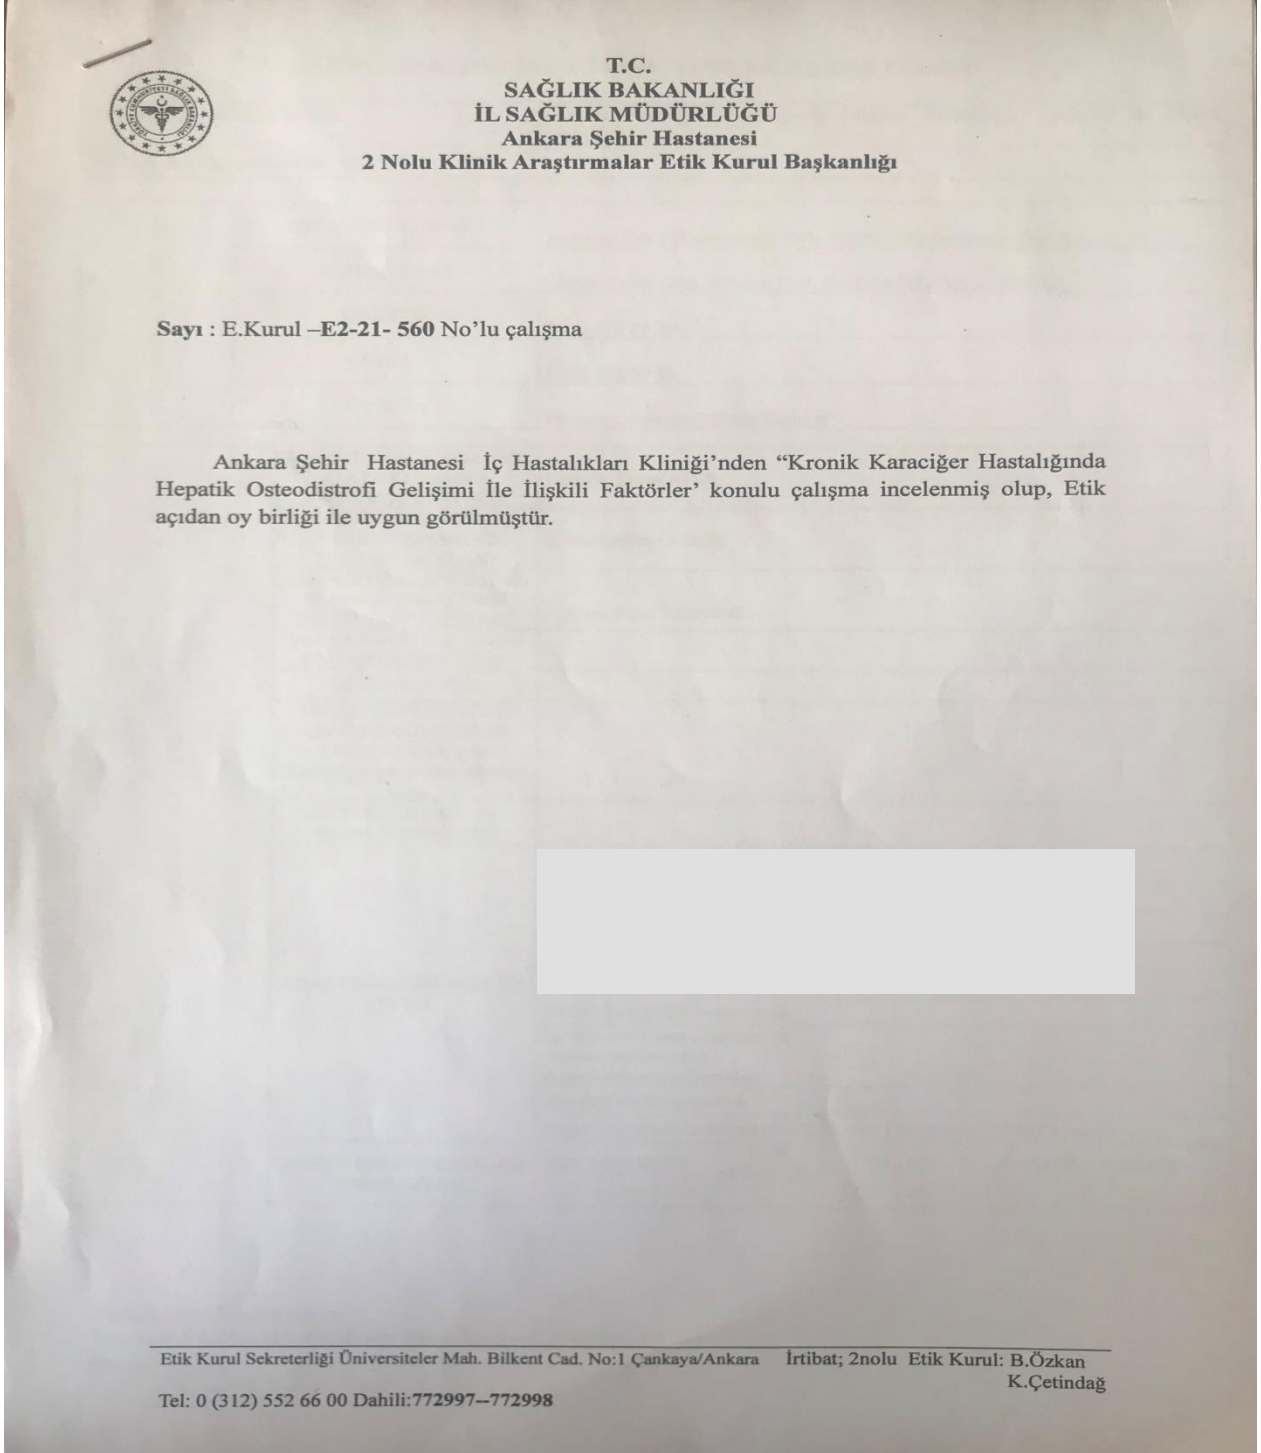 T.C.
SAĞLIK BAKANLIĞI
İL SAĞLIK MÜDÜRLÜĞÜ
Ankara Şehir Hastanesi
2 Nolu Klinik Araştırmalar Etik Kurul Başkanlığı
Sayı : E.Kurul –E2-21- 560 No’lu çalışma
Ankara Şehir Hastanesi İç Hastalıkları Kliniği’nden “Kronik Karaciğer Hastalığında
Hepatik Osteodistrofi Gelişimi İle İlişkili Faktörler’ konulu çalışma incelenmiş olup, Etik
açıdan oy birliği ile uygun görülmüştür.
Etik Kurul Sekreterliği Üniversiteler Mah. Bilkent Cad. No:1 Çankaya/Ankara İrtibat; 2nolu Etik Kurul: B.Özkan
K.Çetindağ
Tel: 0 (312) 552 66 00 Dahili:772997--772998